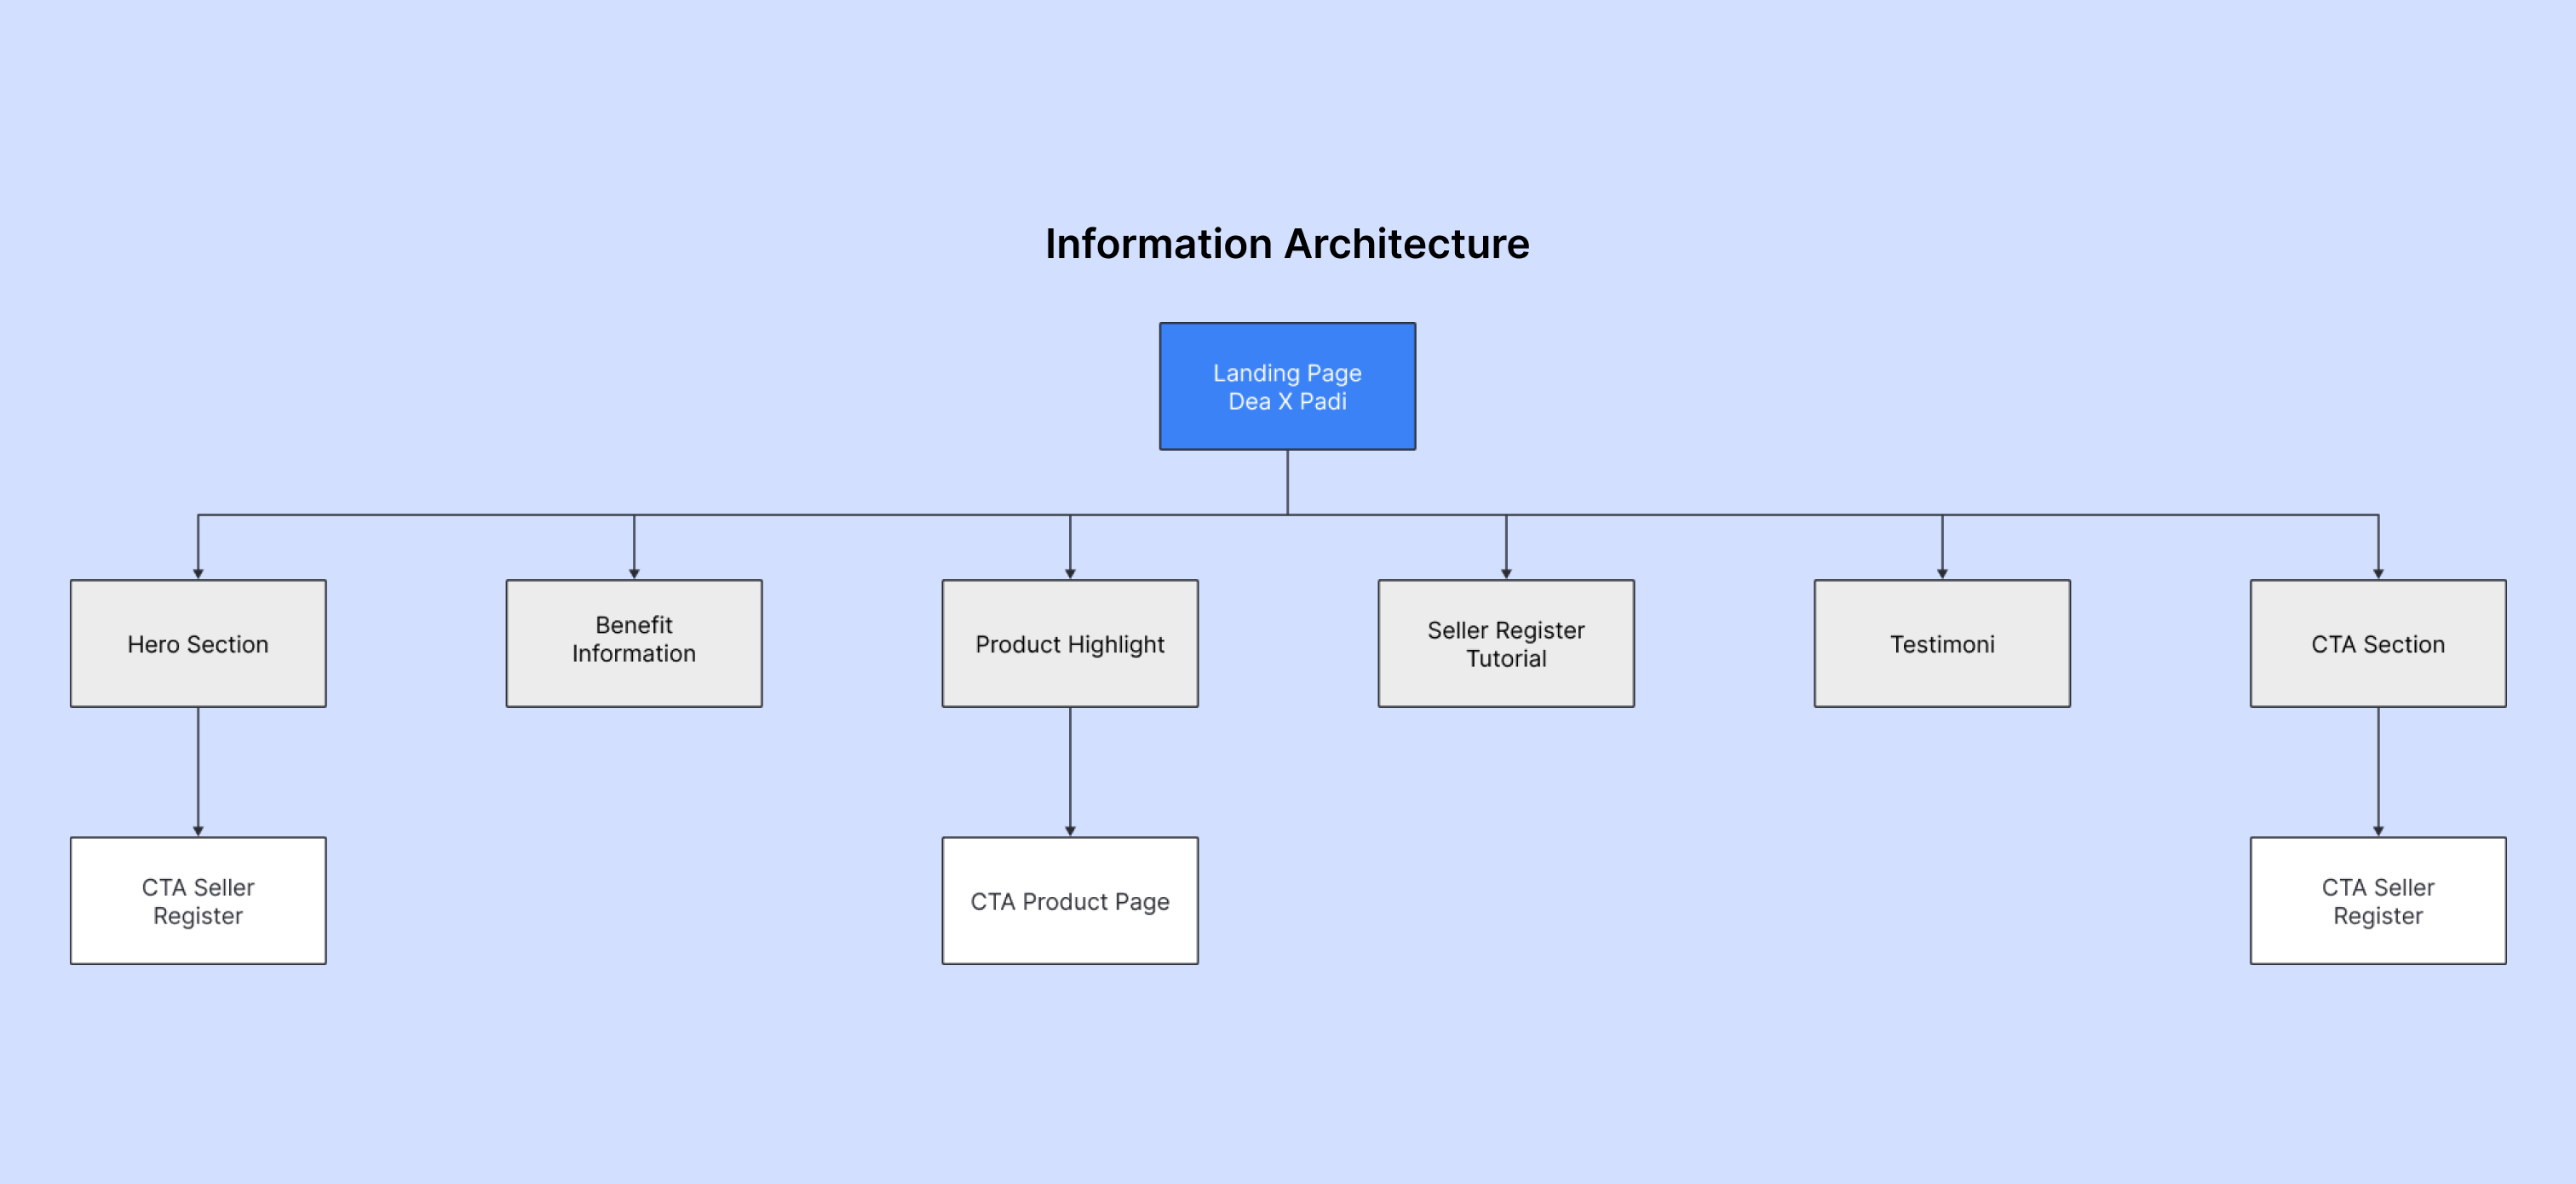 Information Architecture
Landing Page
Dea X Padi
Hero Section
Benefit
Information
Product Highlight
Seller Register
Tutorial
Testimoni
CTA Section
CTA Seller
Register
CTA Product Page
CTA Seller
Register